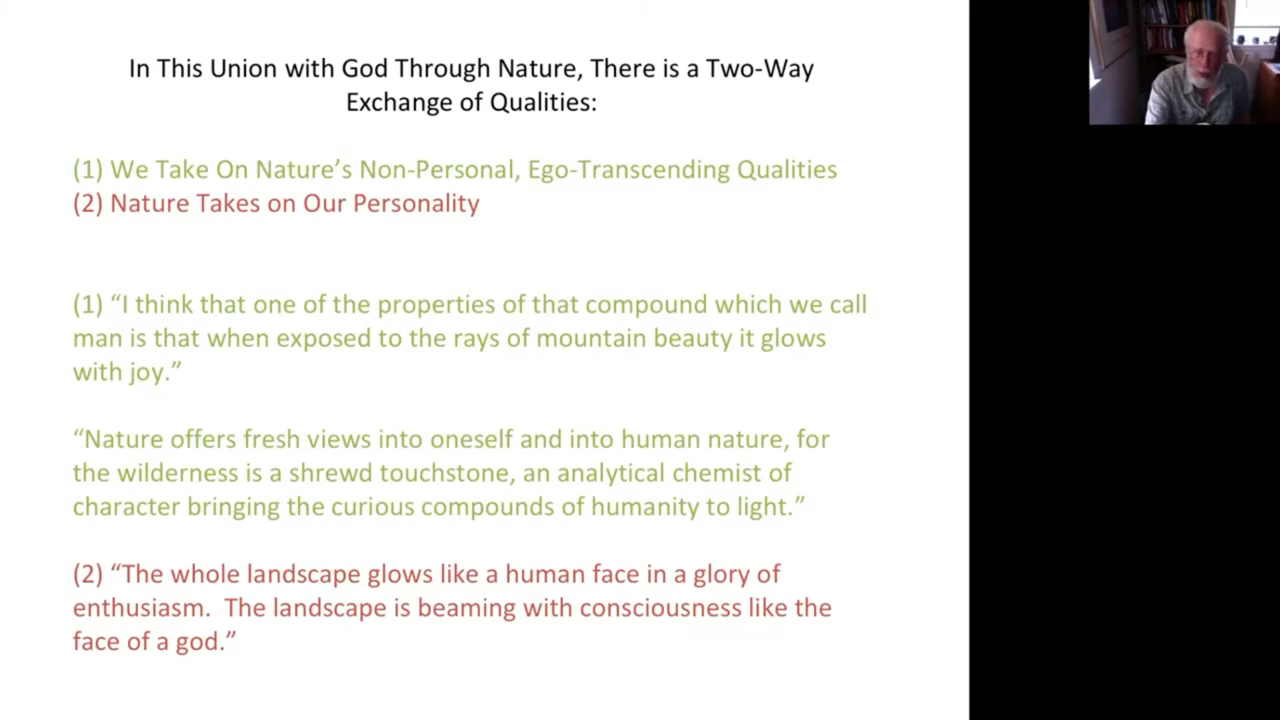 In This Union with God Through Nature, There is a Two-Way
Exchange of Qualities:
(1) We Take On Nature’s Non-Personal, Ego-Transcending Qualities
(2) Nature Takes on Our Personality
(1) “I think that one of the properties of that compound which we call
man is that when exposed to the rays of mountain beauty it glows
with joy.”
“Nature offers fresh views into oneself and into human nature, for
the wilderness is a shrewd touchstone, an analytical chemist of
character bringing the curious compounds of humanity to light.”
(2) “The whole landscape glows like a human face in a glory of
enthusiasm.  The landscape is beaming with consciousness like the
face of a god.”